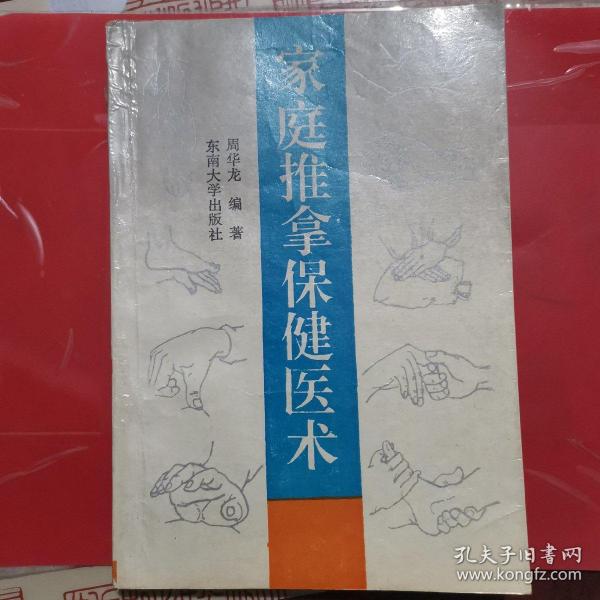 家庭推拿保健医术
周华龙 编著
东南大学出版社
孔夫子旧書网
www.kongfz.com